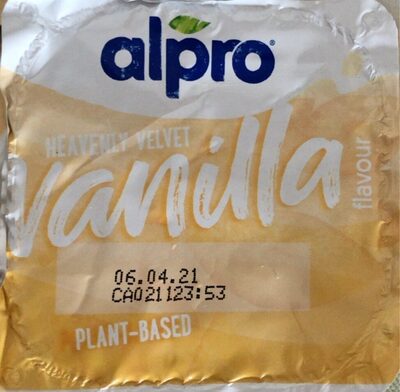 alpro
HEAVENLY VELVET
vanilla
flavour
06.04.21
CA021123:53
PLANT-BASED